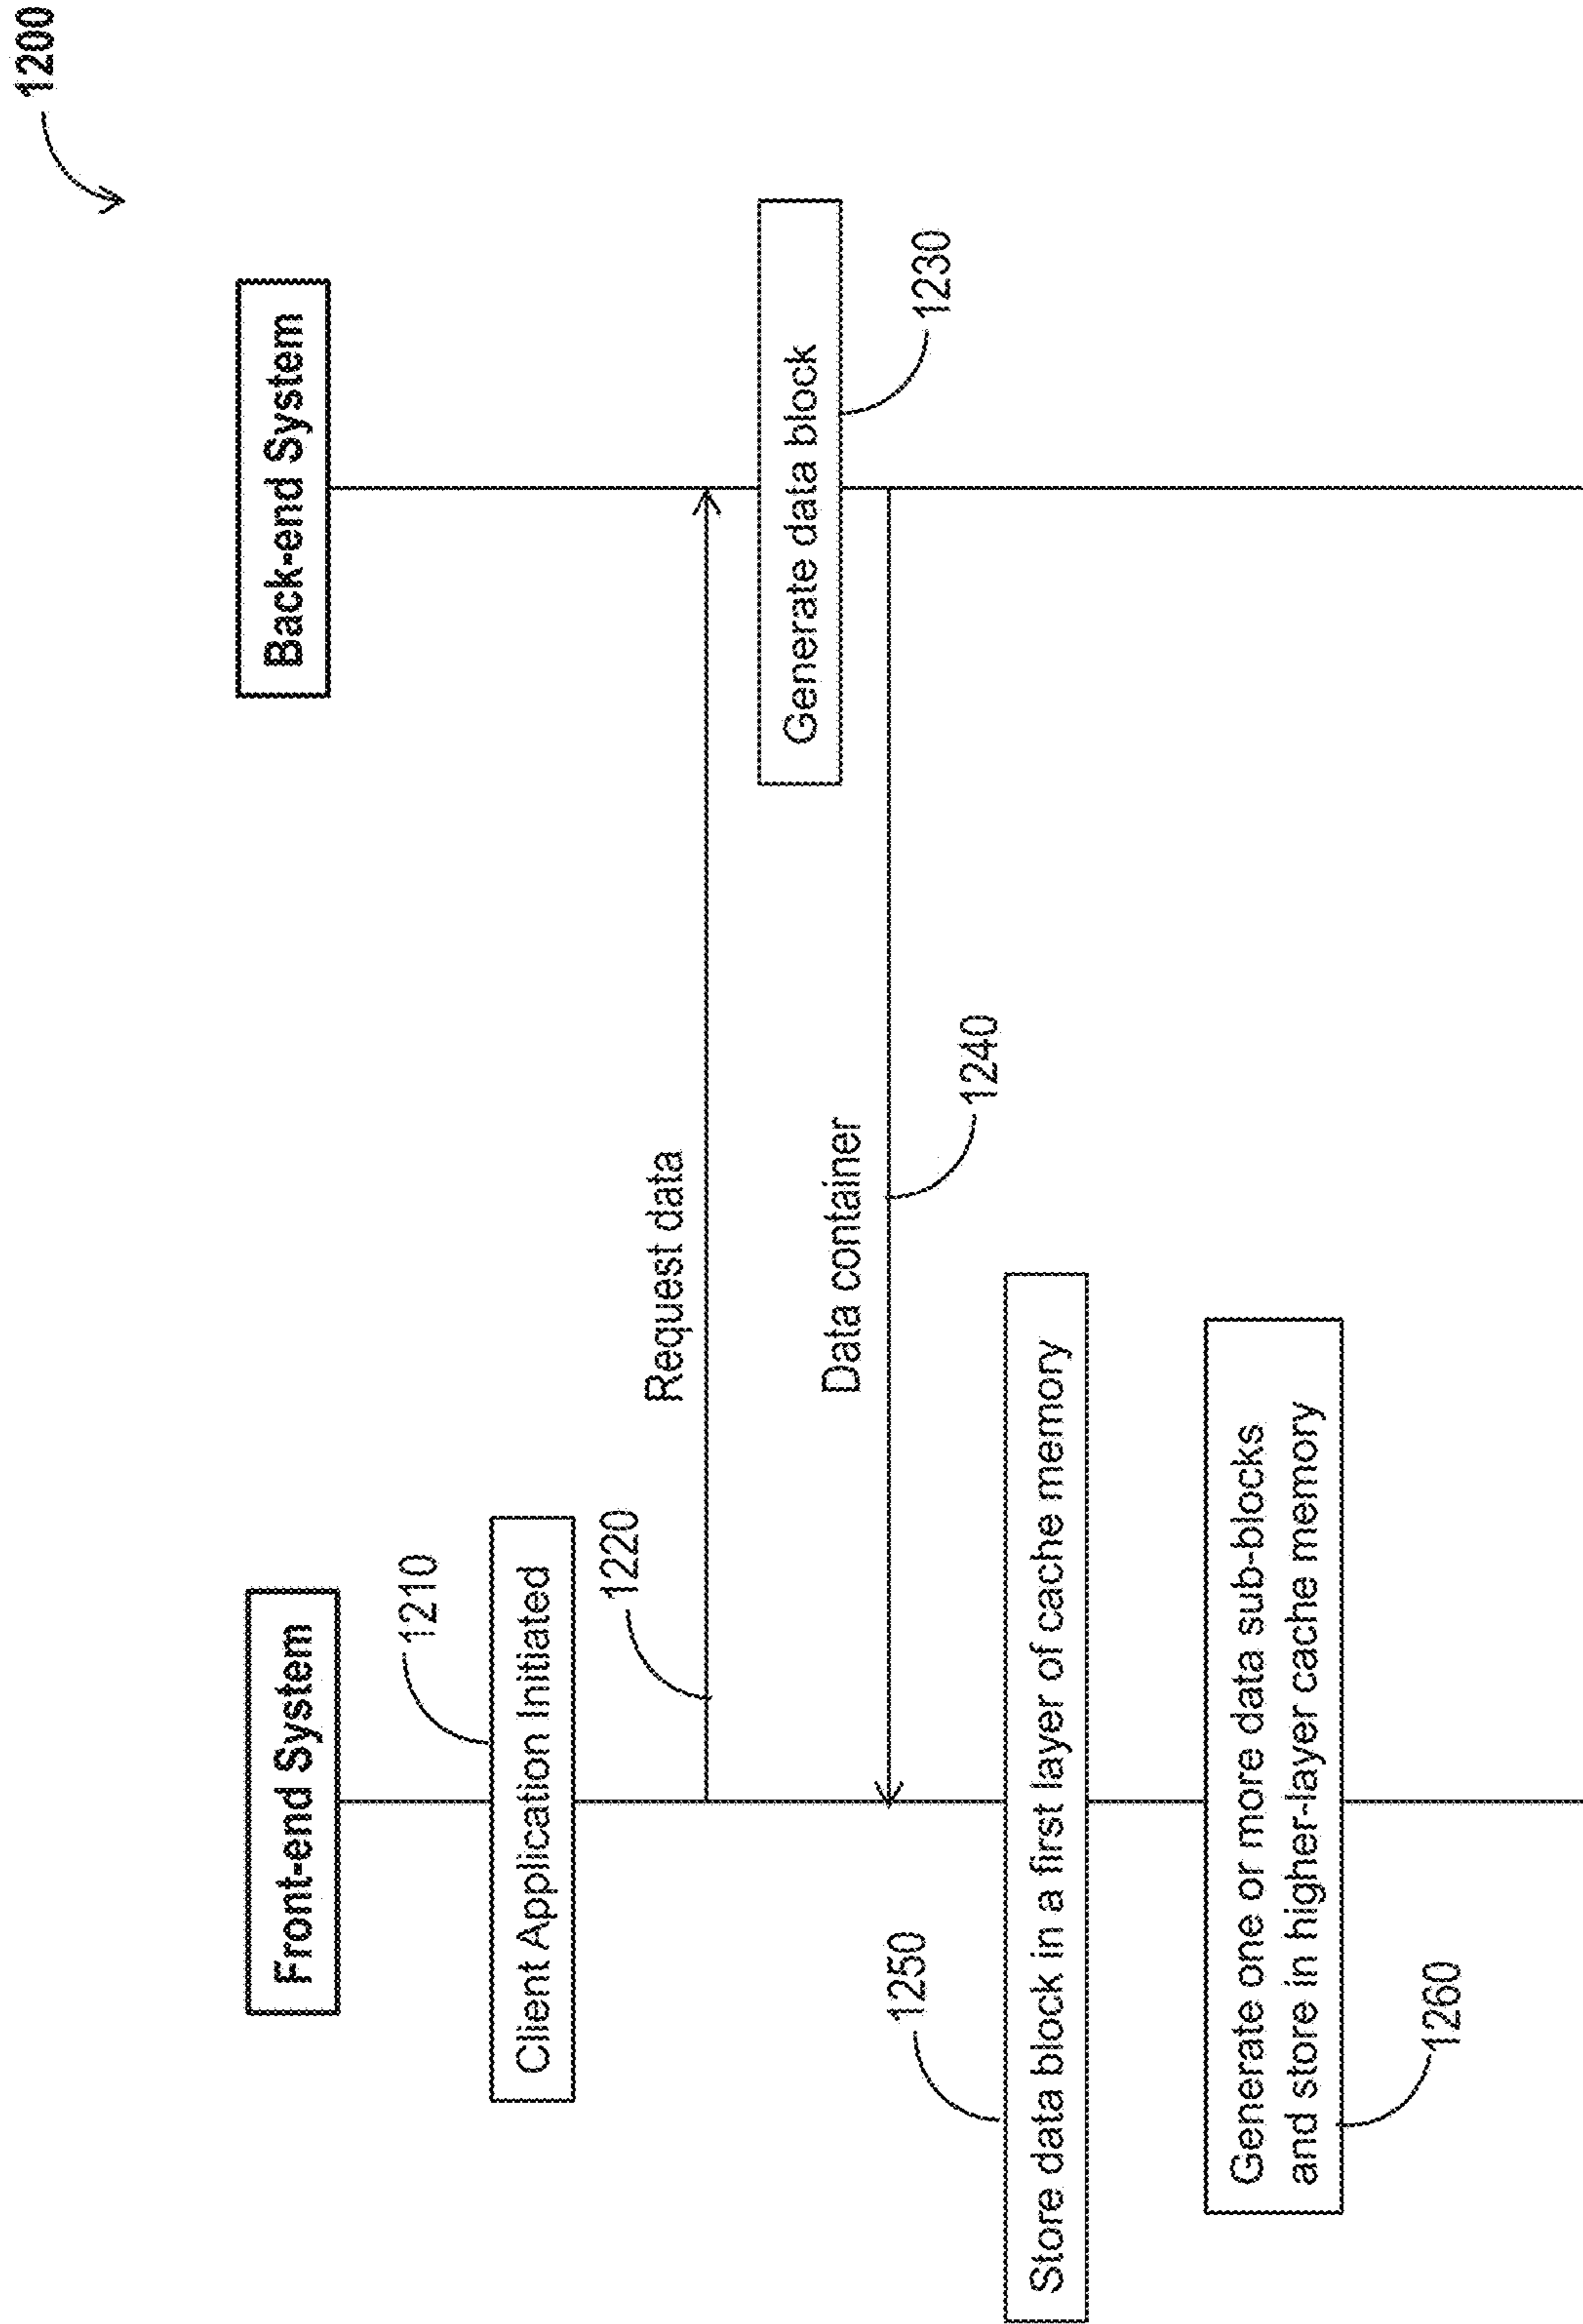 1200
Front-end System
Back-end System
1210
Client Application Initiated
1220
Request data
Generate data block
1230
Data container
1240
1250
Store data block in a first layer of cache memory
Generate one or more data sub-blocks
and store in higher-layer cache memory
1260